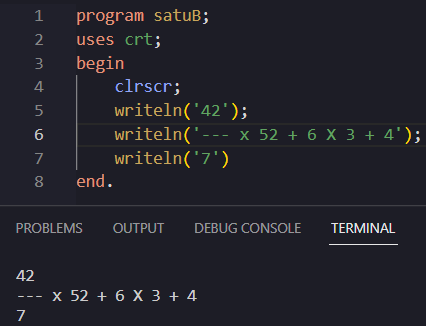 1 program satuB;
2 uses crt;
3 begin
4 clrscr;
5 writeln('42');
6 writeln('--- x 52 + 6 X 3 + 4');
7 writeln('7')
8 end.
PROBLEMS OUTPUT DEBUG CONSOLE TERMINAL
42
--- x 52 + 6 X 3 + 4
7